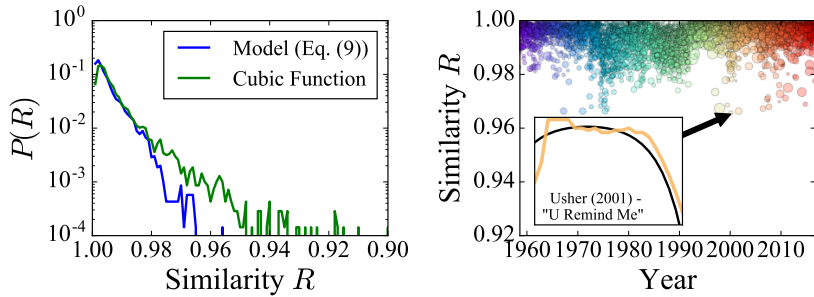 10^0
10^-1
10^-2
10^-3
10^-4
P(R)
Model (Eq. (9))
Cubic Function
1.00 0.98 0.96 0.94 0.92 0.90
Similarity R
1.00
0.98
0.96
0.94
0.92
Similarity R
Usher (2001) -
"U Remind Me"
1960 1970 1980 1990 2000 2010
Year